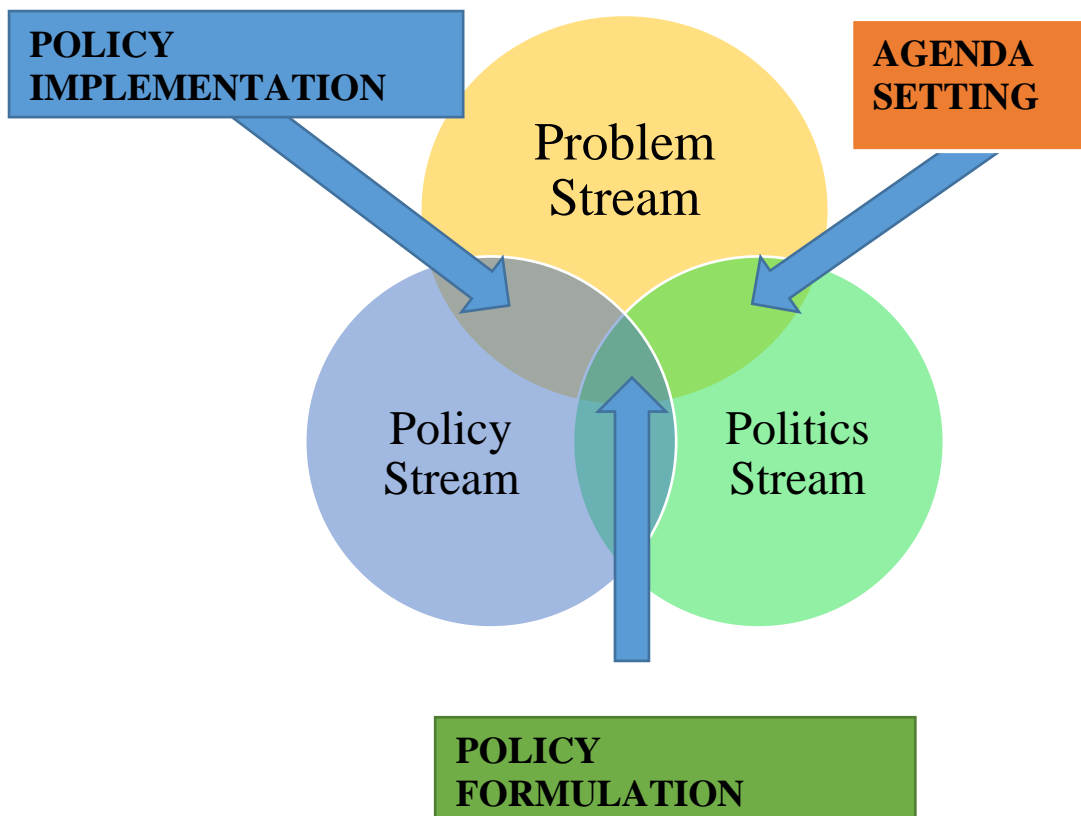 POLICY
IMPLEMENTATION
AGENDA
SETTING
Problem
Stream
Policy
Stream
Politics
Stream
POLICY
FORMULATION